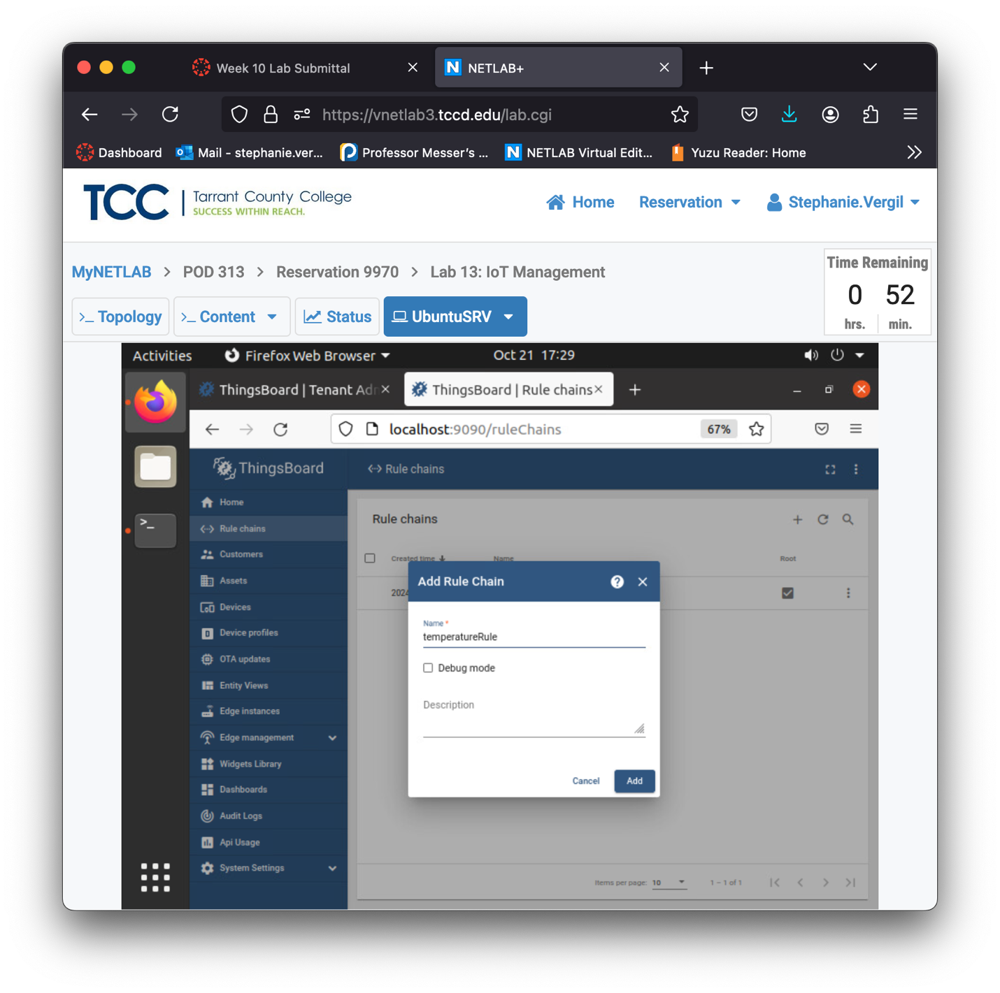 Week 10 Lab Submittal
NETLAB+
https://vnetlab3.tccd.edu/lab.cgi
Dashboard
Mail - stephanie.ver...
Professor Messer's ...
NETLAB Virtual Edit...
Yuzu Reader: Home
TCC
Tarrant County College
SUCCESS WITHIN REACH.
Home
Reservation
Stephanie.Vergil
MyNETLAB > POD 313 > Reservation 9970 > Lab 13: IoT Management
Time Remaining
0 52
hrs. min.
>_ Topology
>_ Content
Status
UbuntuSRV
Activities
Firefox Web Browser
Oct 21 17:29
ThingsBoard | Tenant Adm
ThingsBoard | Rule chains
localhost:9090/ruleChains
67%
ThingsBoard
Rule chains
Home
Rule chains
Customers
Assets
Devices
Device profiles
OTA updates
Entity Views
Edge instances
Edge management
Widgets Library
Dashboards
Audit Logs
Api Usage
System Settings
Rule chains
Created time
Name
Root
2024
Add Rule Chain
Name *
temperatureRule
Debug mode
Description
Cancel
Add
Items per page: 10
1 – 1 of 1